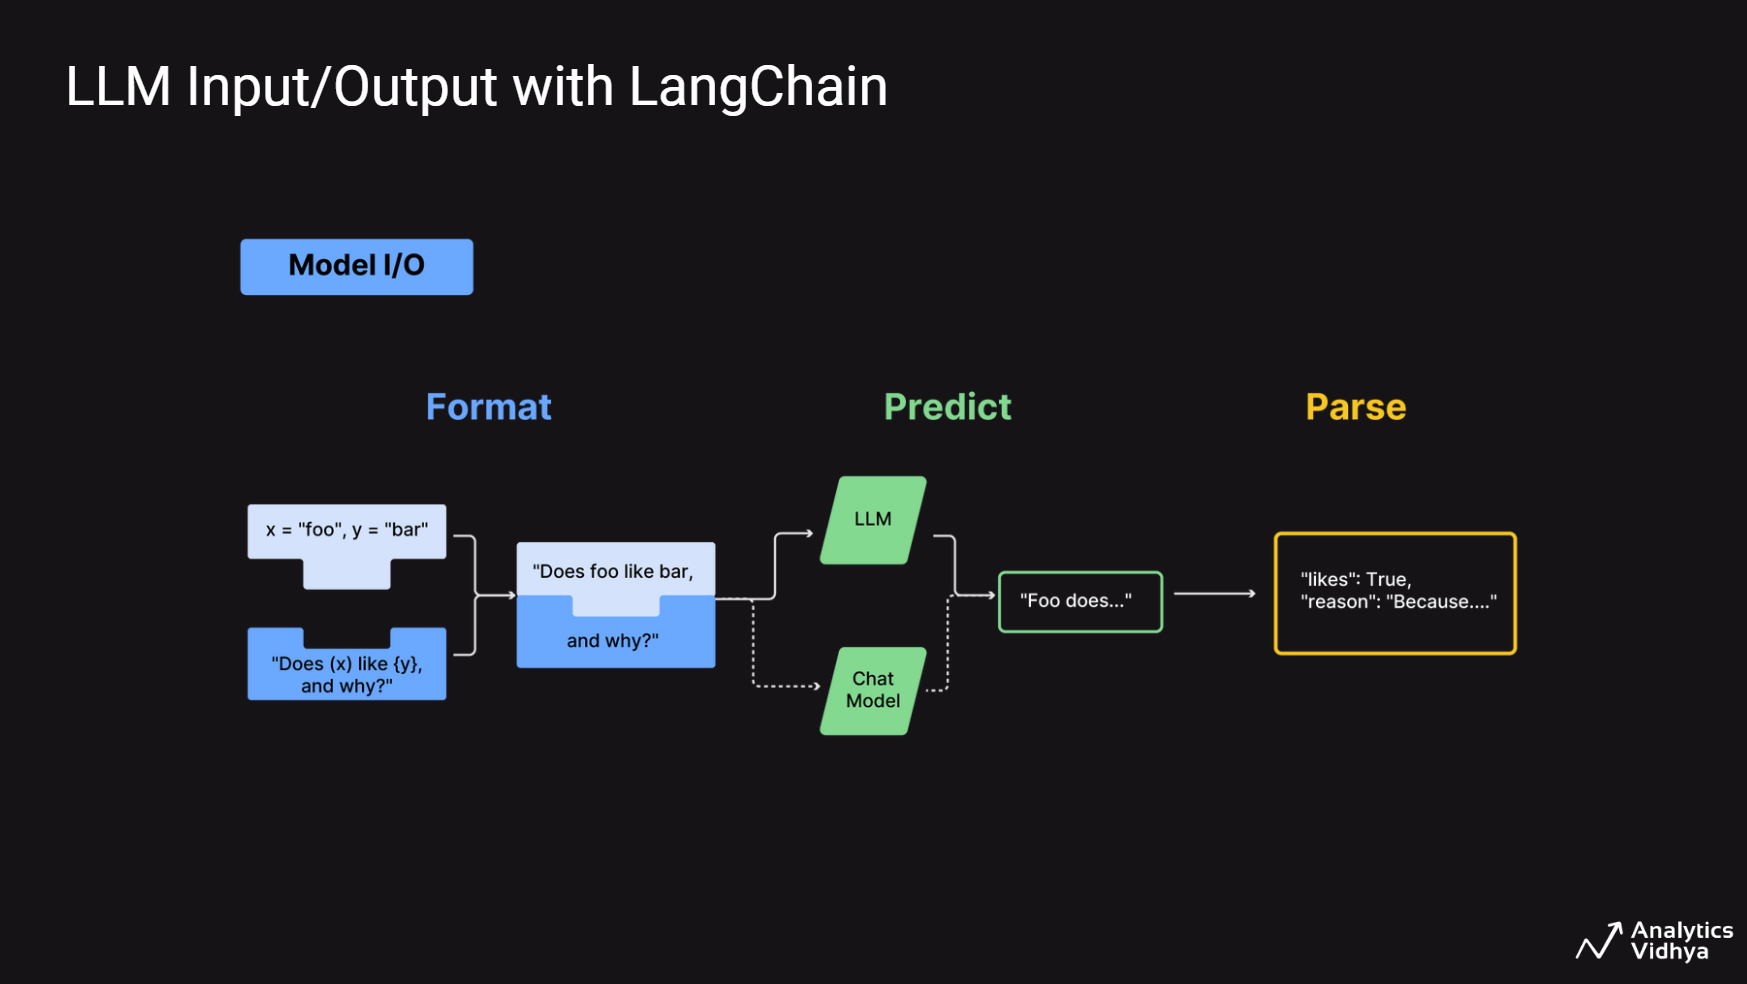 LLM Input/Output with LangChain
Model I/O
Format
Predict
Parse
x = "foo", y = "bar"
"Does (x) like {y},
and why?"
"Does foo like bar,
and why?"
LLM
Chat
Model
"Foo does..."
"likes": True,
"reason": "Because...."
Analytics
Vidhya